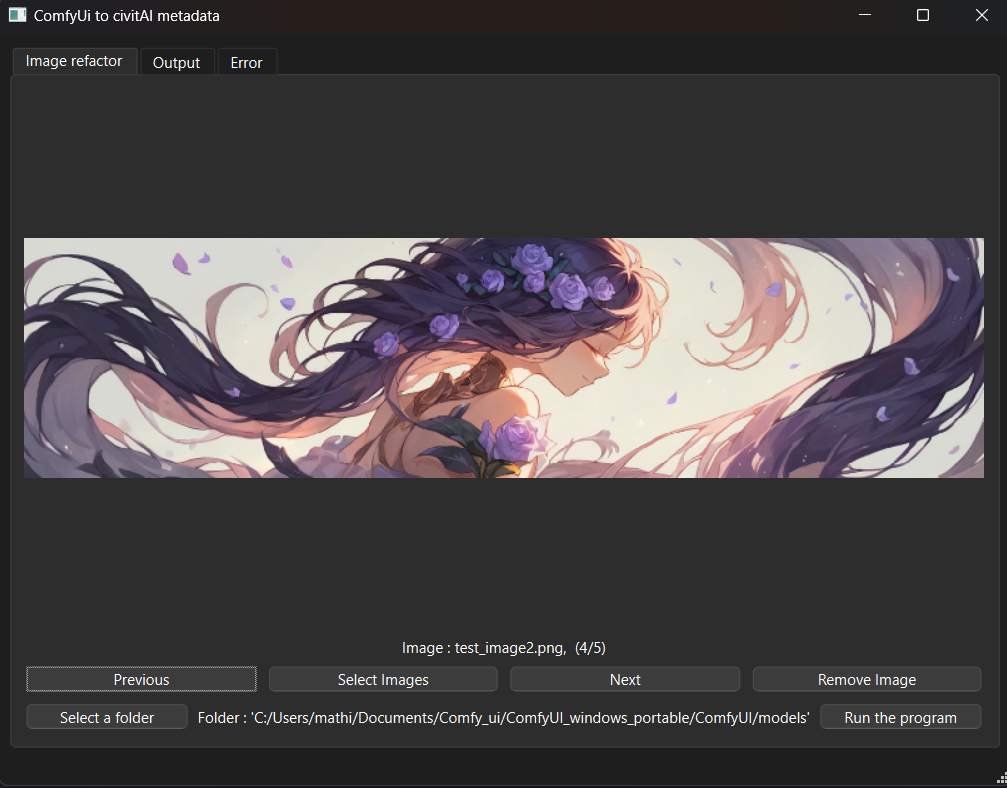 ComfyUi to civitAI metadata
Image refactor Output Error
Image : test_image2.png, (4/5)
Previous Select Images Next Remove Image
Select a folder Folder : 'C:/Users/mathi/Documents/Comfy_ui/ComfyUI_windows_portable/ComfyUI/models' Run the program